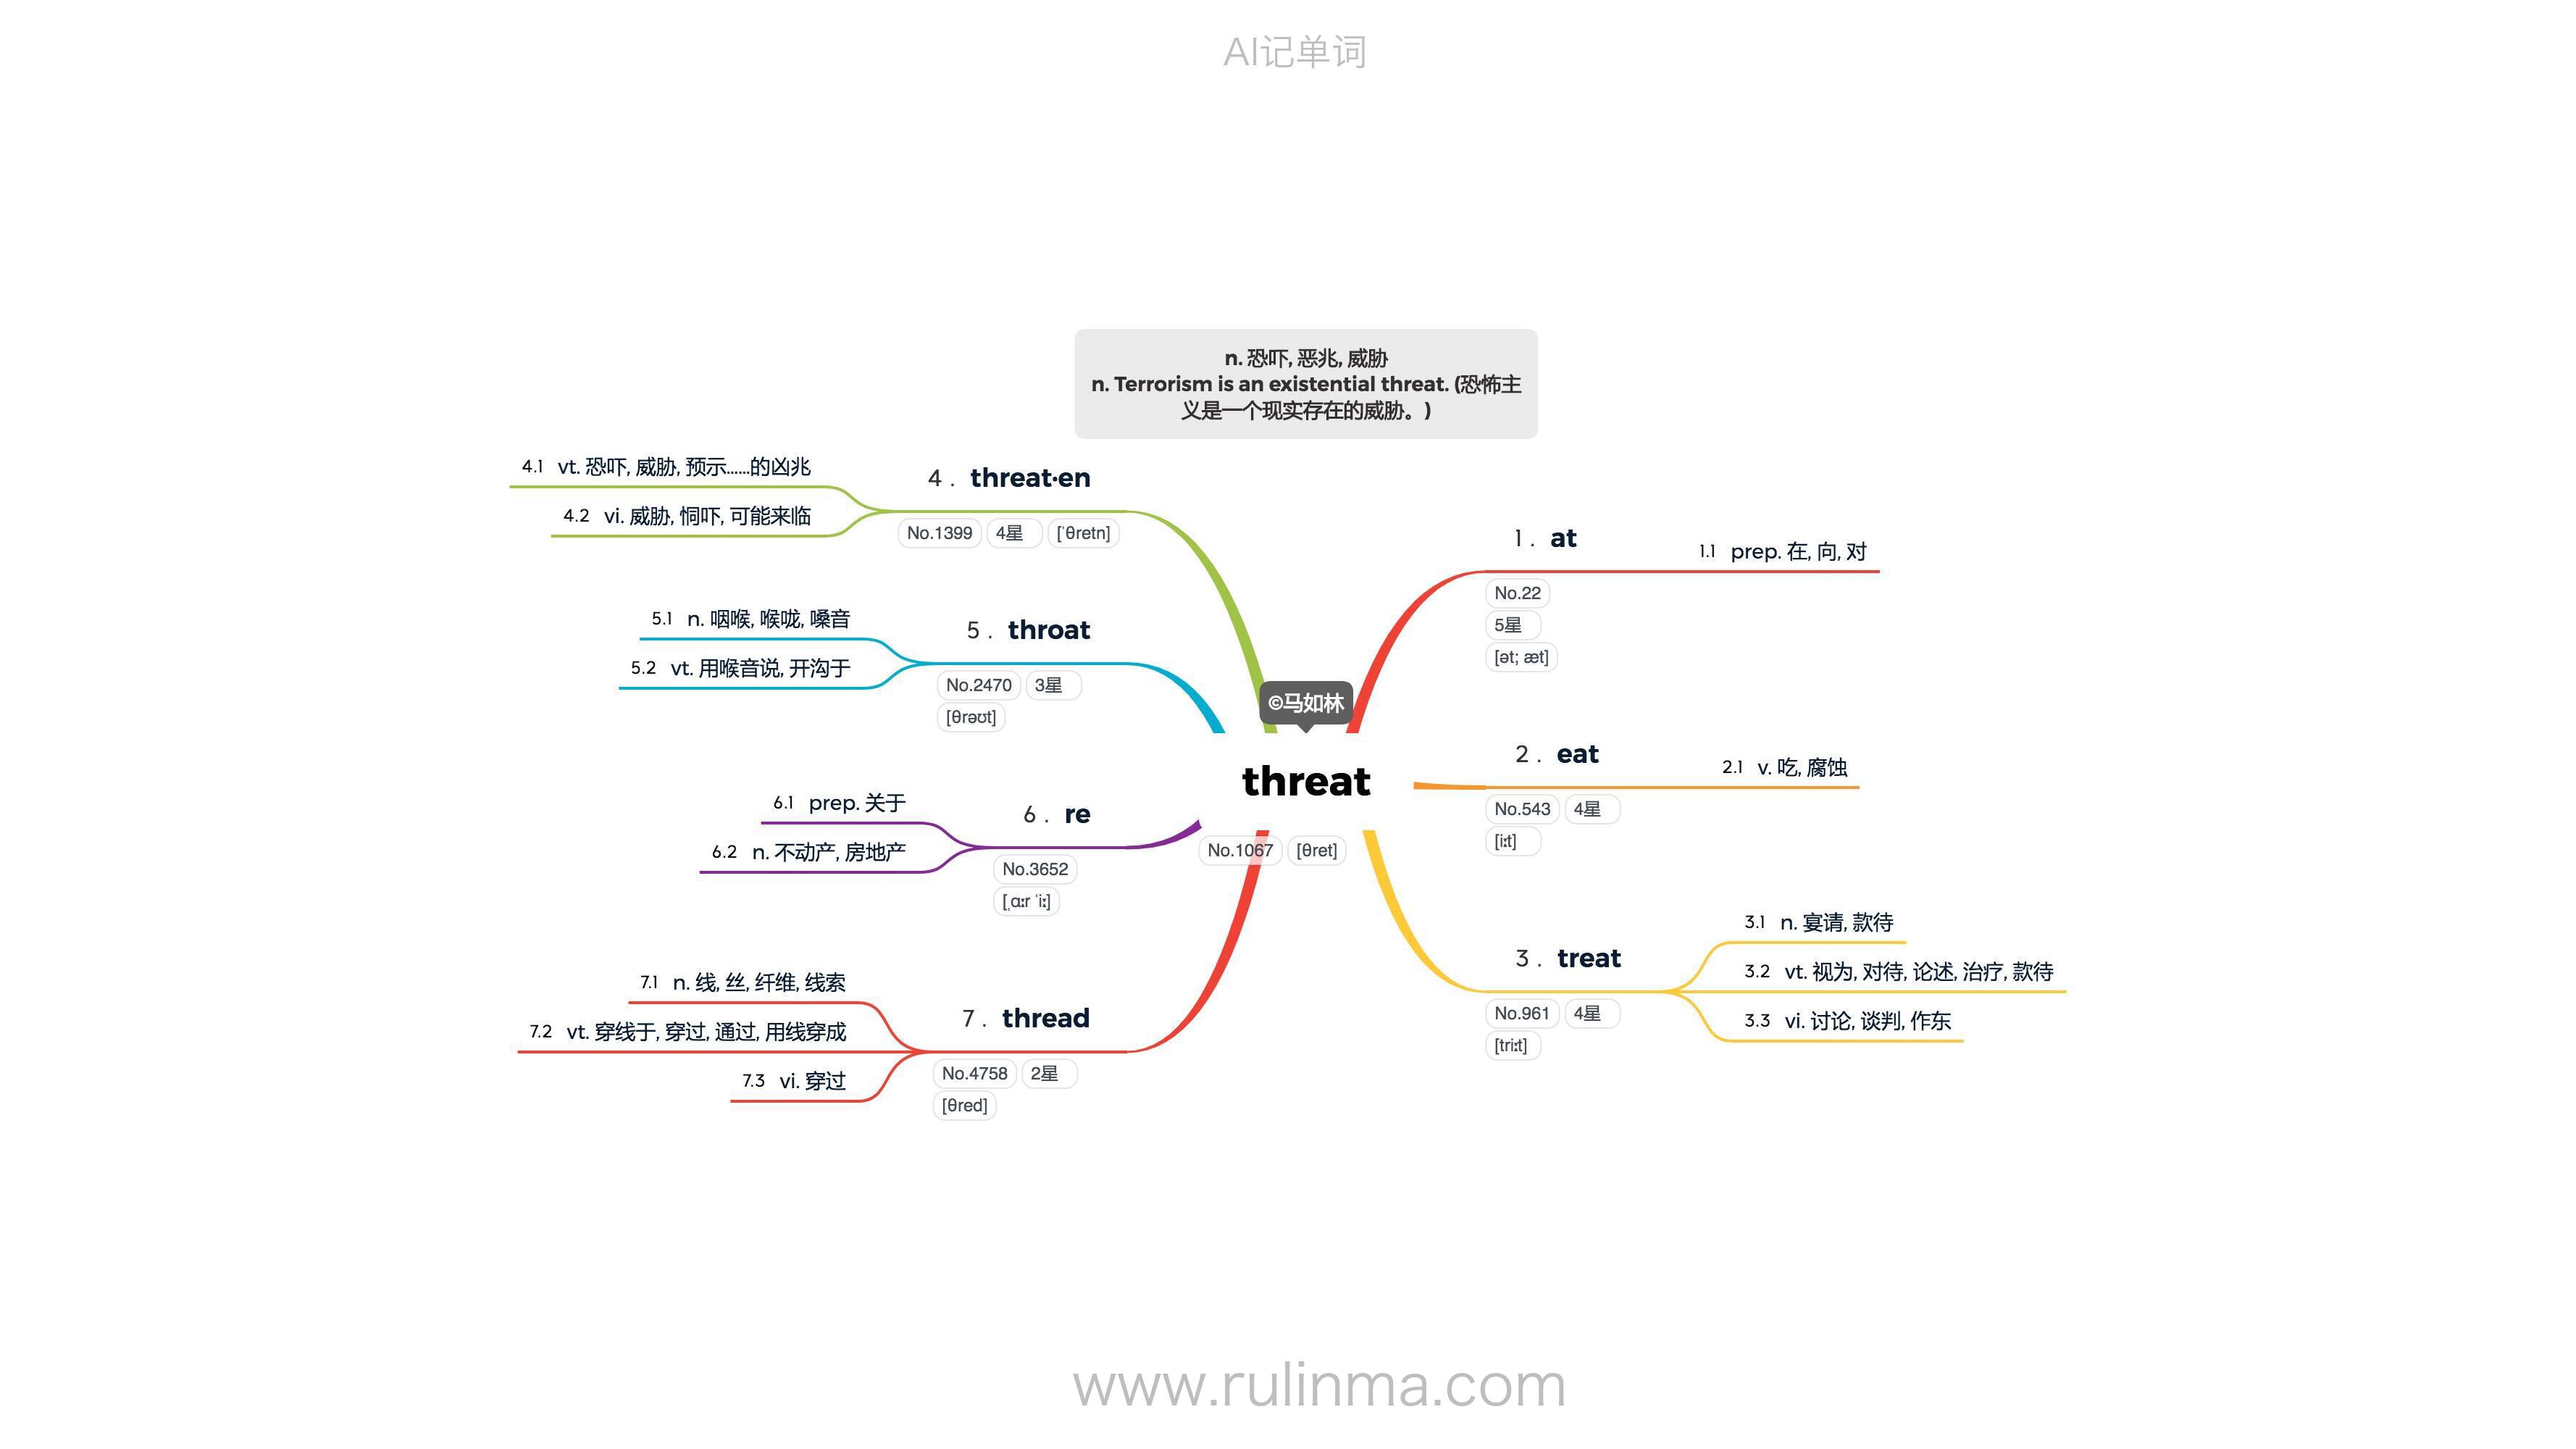 AI记单词
n. 恐吓, 恶兆, 威胁
n. Terrorism is an existential threat. (恐怖主
义是一个现实存在的威胁。)
©马如林
threat
No.1067 [θret]
1 . at
No.22
5星
[ət; æt]
1.1 prep. 在, 向, 对
2 . eat
No.543 4星
[iːt]
2.1 v. 吃, 腐蚀
3 . treat
No.961 4星
[triːt]
3.1 n. 宴请, 款待
3.2 vt. 视为, 对待, 论述, 治疗, 款待
3.3 vi. 讨论, 谈判, 作东
4 . threat·en
No.1399 4星 [ˈθretn]
4.1 vt. 恐吓, 威胁, 预示……的凶兆
4.2 vi. 威胁, 恫吓, 可能来临
5 . throat
No.2470 3星
[θrəʊt]
5.1 n. 咽喉, 喉咙, 嗓音
5.2 vt. 用喉音说, 开沟于
6 . re
No.3652
[ˌɑːr ˈiː]
6.1 prep. 关于
6.2 n. 不动产, 房地产
7 . thread
No.4758 2星
[θred]
7.1 n. 线, 丝, 纤维, 线索
7.2 vt. 穿线于, 穿过, 通过, 用线穿成
7.3 vi. 穿过
www.rulinma.com